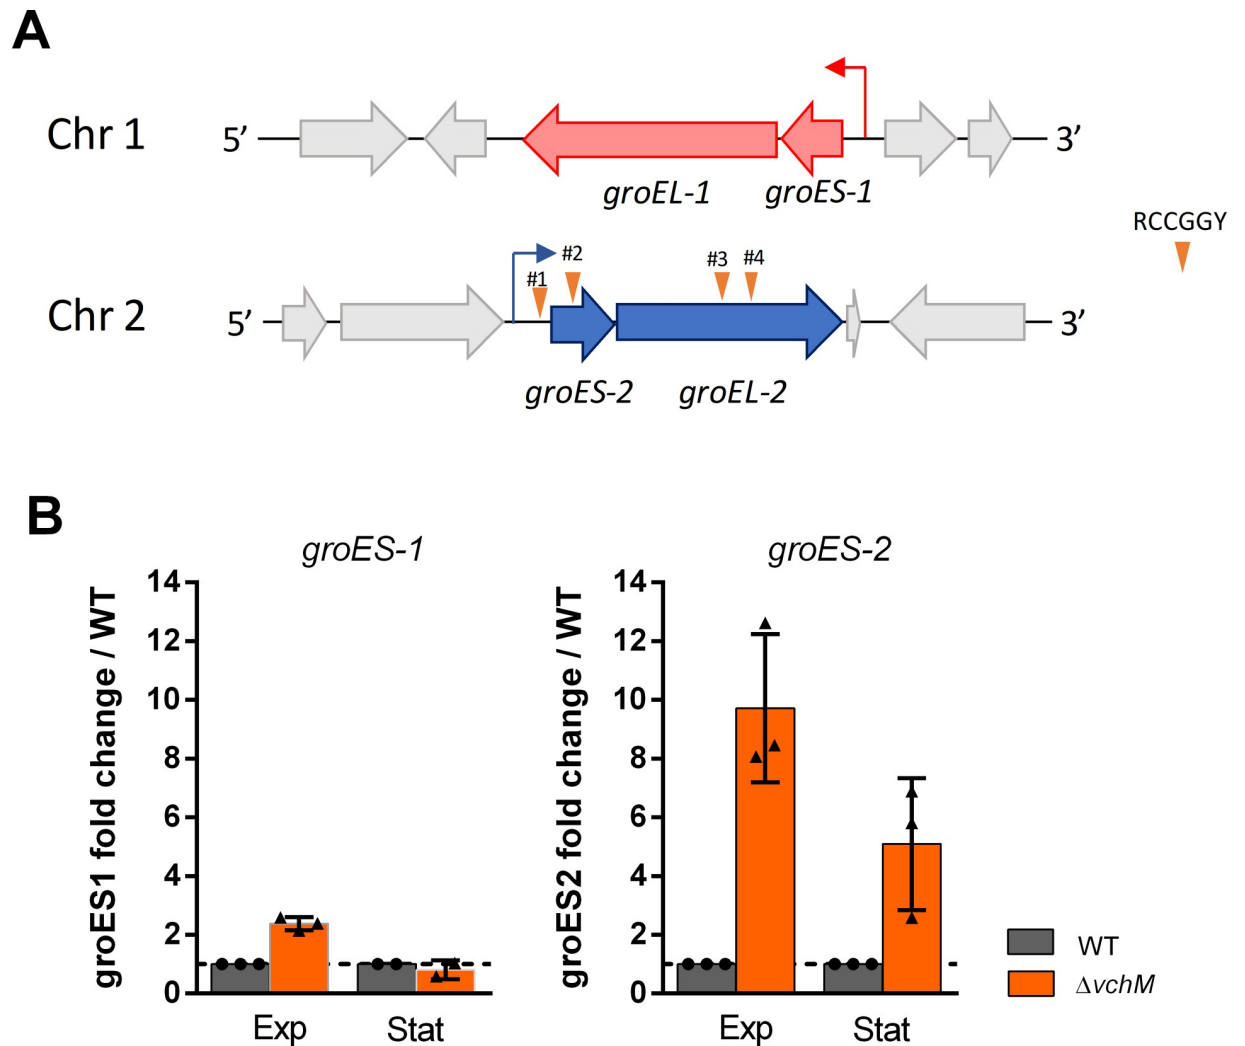 A
Chr 1
5’
3’
groEL-1
groES-1
RCCGGY
Chr 2
5’
#1
#2
#3
#4
3’
groES-2
groEL-2
B
groES-1
groES1 fold change / WT
14
12
10
8
6
4
2
0
Exp
Stat
groES-2
groES2 fold change / WT
14
12
10
8
6
4
2
0
Exp
Stat
WT
ΔvchM